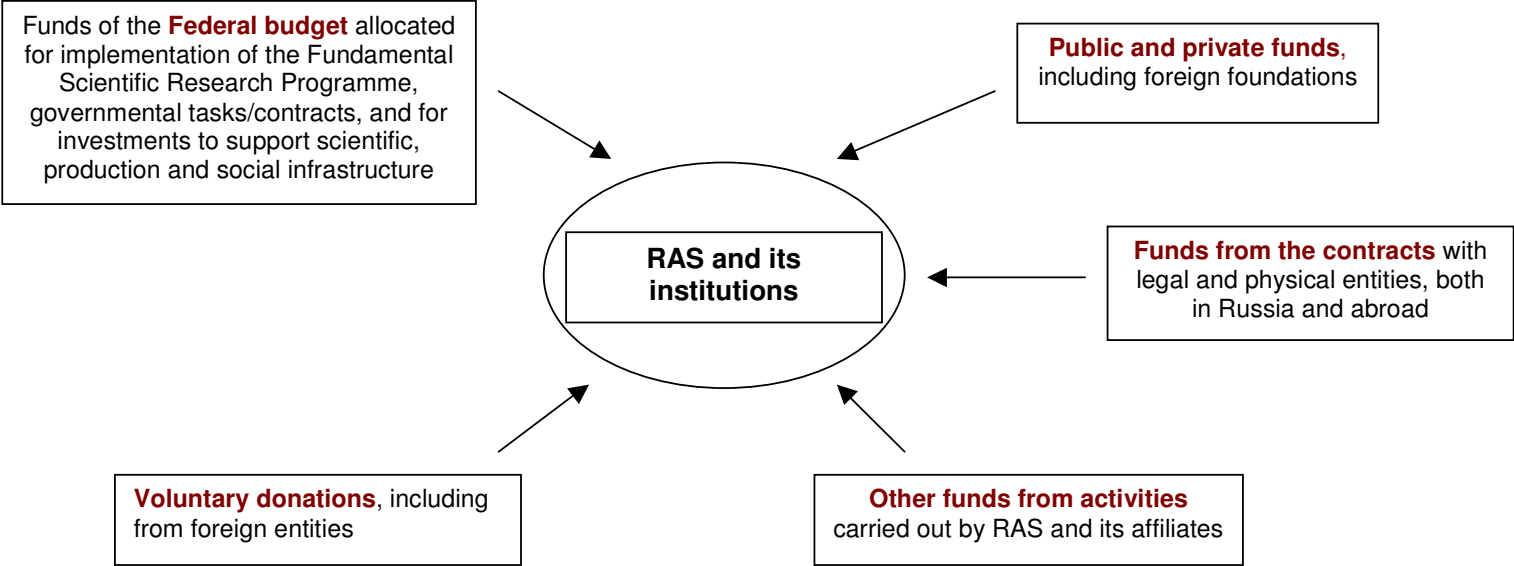 Funds of the Federal budget allocated
for implementation of the Fundamental
Scientific Research Programme,
governmental tasks/contracts, and for
investments to support scientific,
production and social infrastructure
Public and private funds,
including foreign foundations
RAS and its
institutions
Funds from the contracts with
legal and physical entities, both
in Russia and abroad
Voluntary donations, including
from foreign entities
Other funds from activities
carried out by RAS and its affiliates